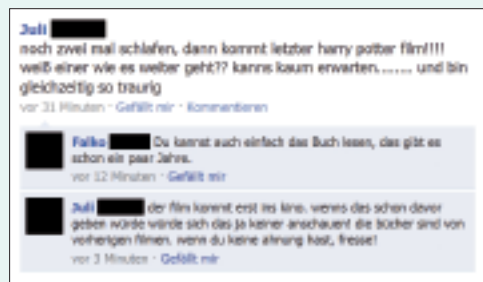 Juli
noch zwei mal schlafen, dann kommt letzter harry potter film!!!!
weiß einer wie es weiter geht?? kanns kaum erwarten....... und bin
gleichzeitig so traurig
vor 31 Minuten · Gefällt mir · Kommentieren
Falko Du kannst auch einfach das Buch lesen, das gibt es
schon ein paar Jahre.
vor 12 Minuten · Gefällt mir
Juli der film kommt erst ins kino. wenns das schon davor
geben würde würde sich das ja keiner anschauen! die bücher sind von
vorherigen filmen. wenn du keine ahnung hast, fresse!
vor 3 Minuten · Gefällt mir